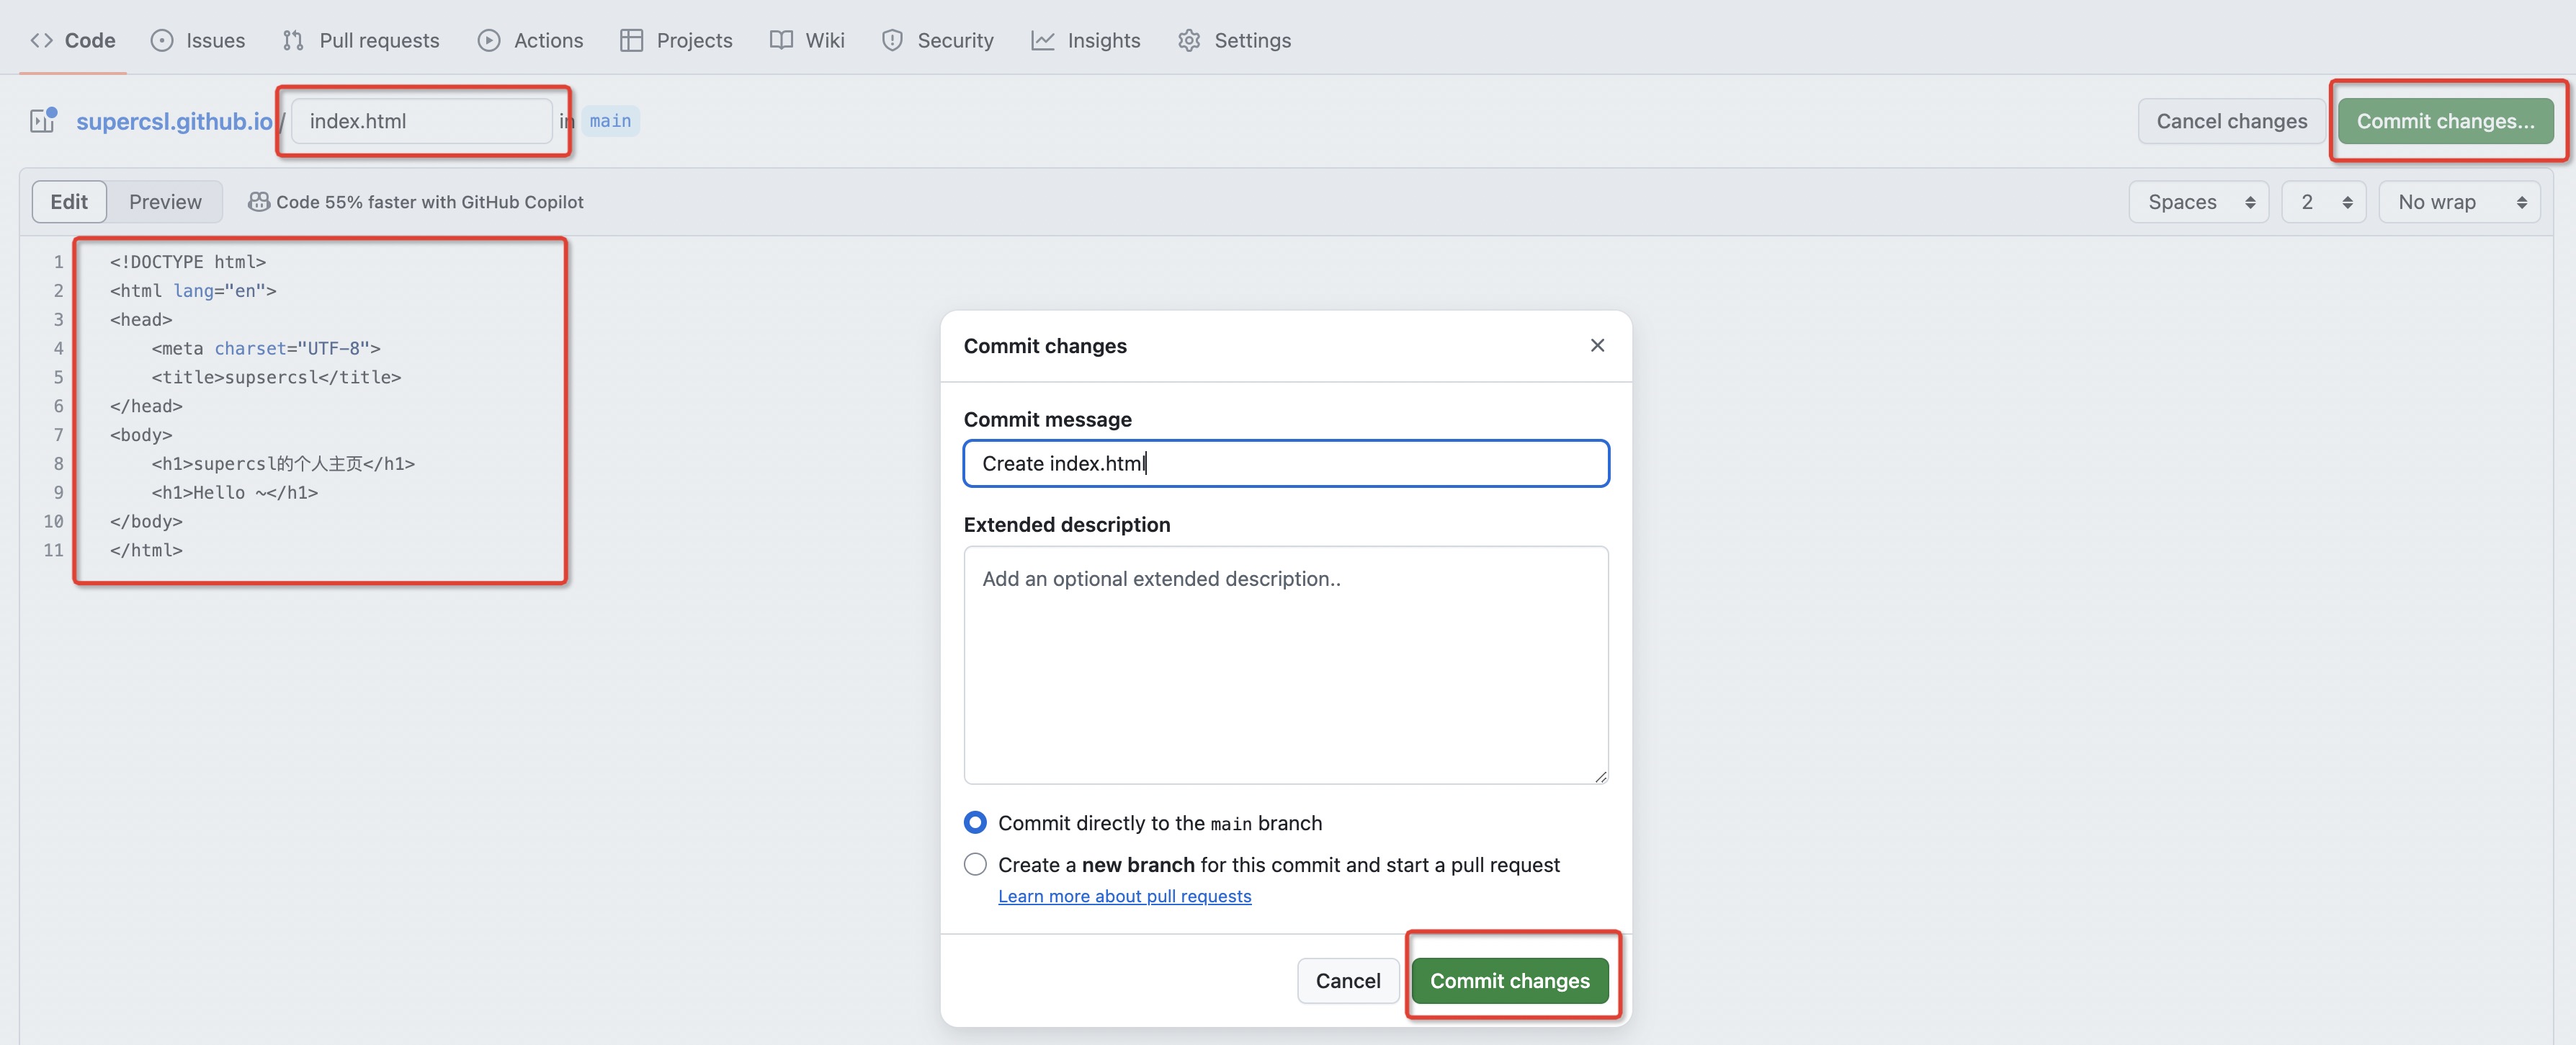 Code Issues Pull requests Actions Projects Wiki Security Insights Settings
supercsl.github.io / index.html in main Cancel changes Commit changes...
Edit Preview Code 55% faster with GitHub Copilot Spaces 2 No wrap
1 <!DOCTYPE html>
2 <html lang="en">
3 <head>
4 <meta charset="UTF-8">
5 <title>supsercsl</title>
6 </head>
7 <body>
8 <h1>supercsl的个人主页</h1>
9 <h1>Hello ~</h1>
10 </body>
11 </html>
Commit changes
Commit message
Create index.html
Extended description
Add an optional extended description..
Commit directly to the main branch
Create a new branch for this commit and start a pull request
Learn more about pull requests
Cancel Commit changes